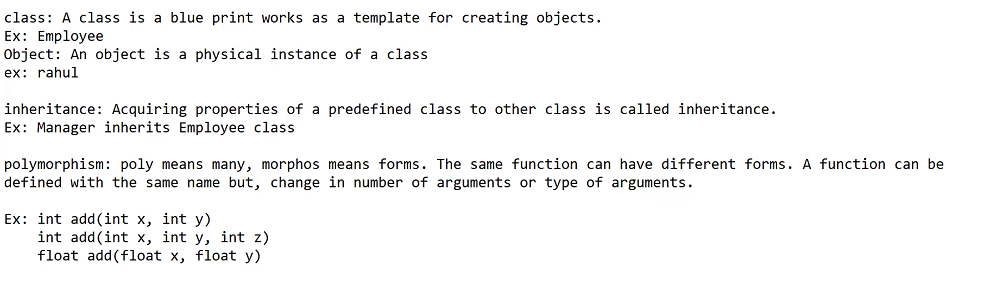 class: A class is a blue print works as a template for creating objects.
Ex: Employee
Object: An object is a physical instance of a class
ex: rahul
inheritance: Acquiring properties of a predefined class to other class is called inheritance.
Ex: Manager inherits Employee class
polymorphism: poly means many, morphos means forms. The same function can have different forms. A function can be
defined with the same name but, change in number of arguments or type of arguments.
Ex: int add(int x, int y)
int add(int x, int y, int z)
float add(float x, float y)